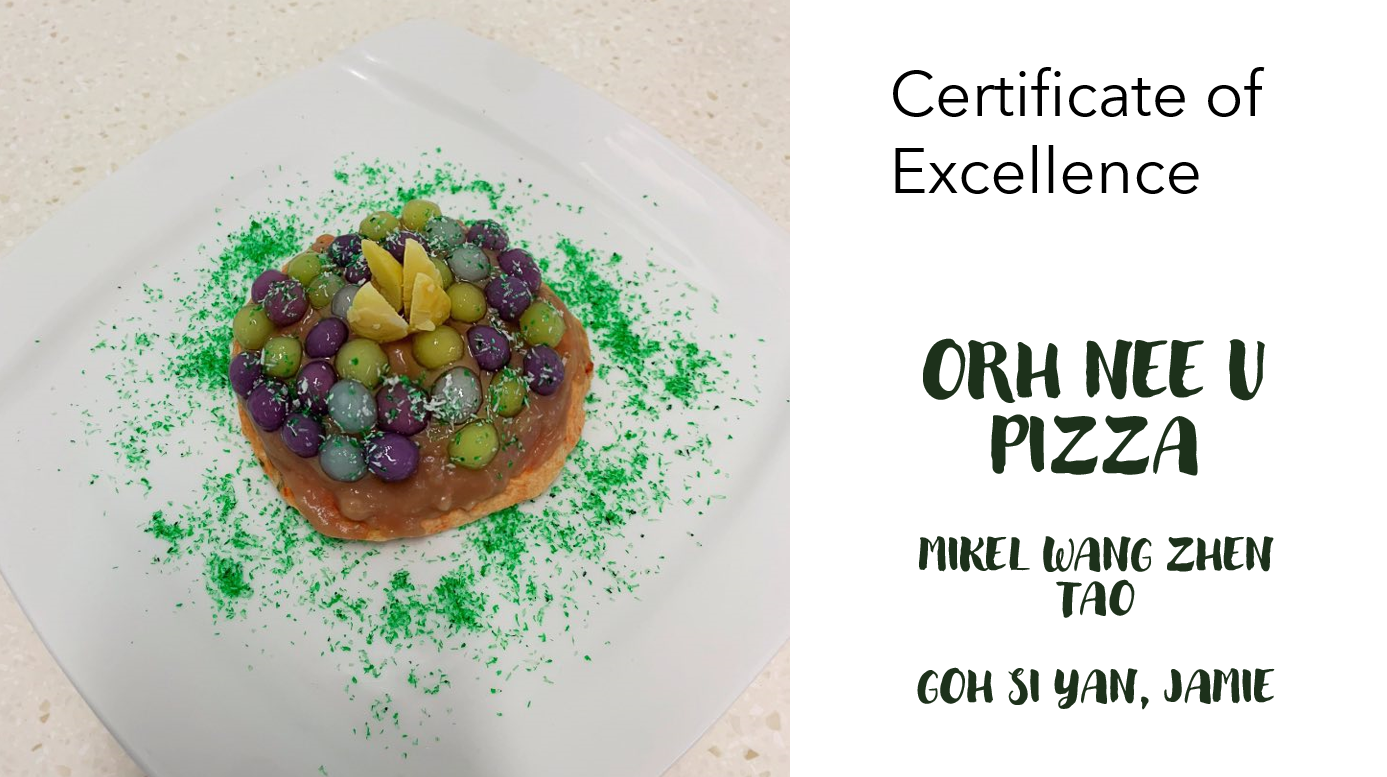 Certificate of
Excellence
ORH NEE U
PIZZA
MIKEL WANG ZHEN
TAO
GOH SI YAN, JAMIE